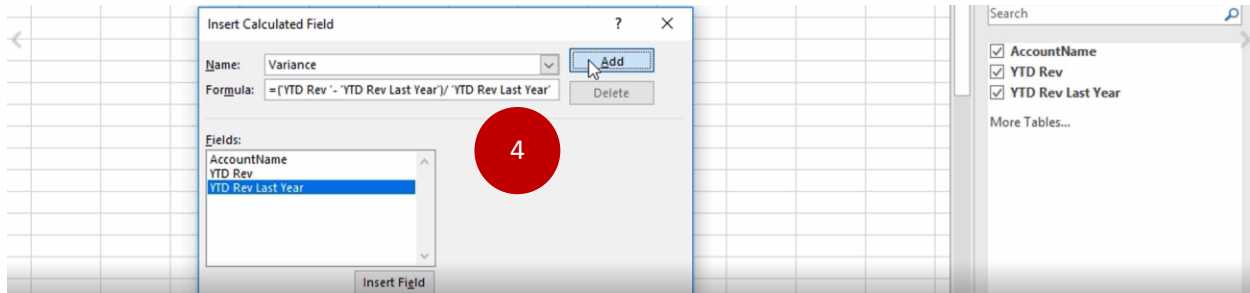 Insert Calculated Field ? ×
Name: Variance Add
Formula: =('YTD Rev '- 'YTD Rev Last Year')/ 'YTD Rev Last Year' Delete
Fields:
AccountName
YTD Rev
YTD Rev Last Year
Insert Field
4
Search
AccountName
YTD Rev
YTD Rev Last Year
More Tables...